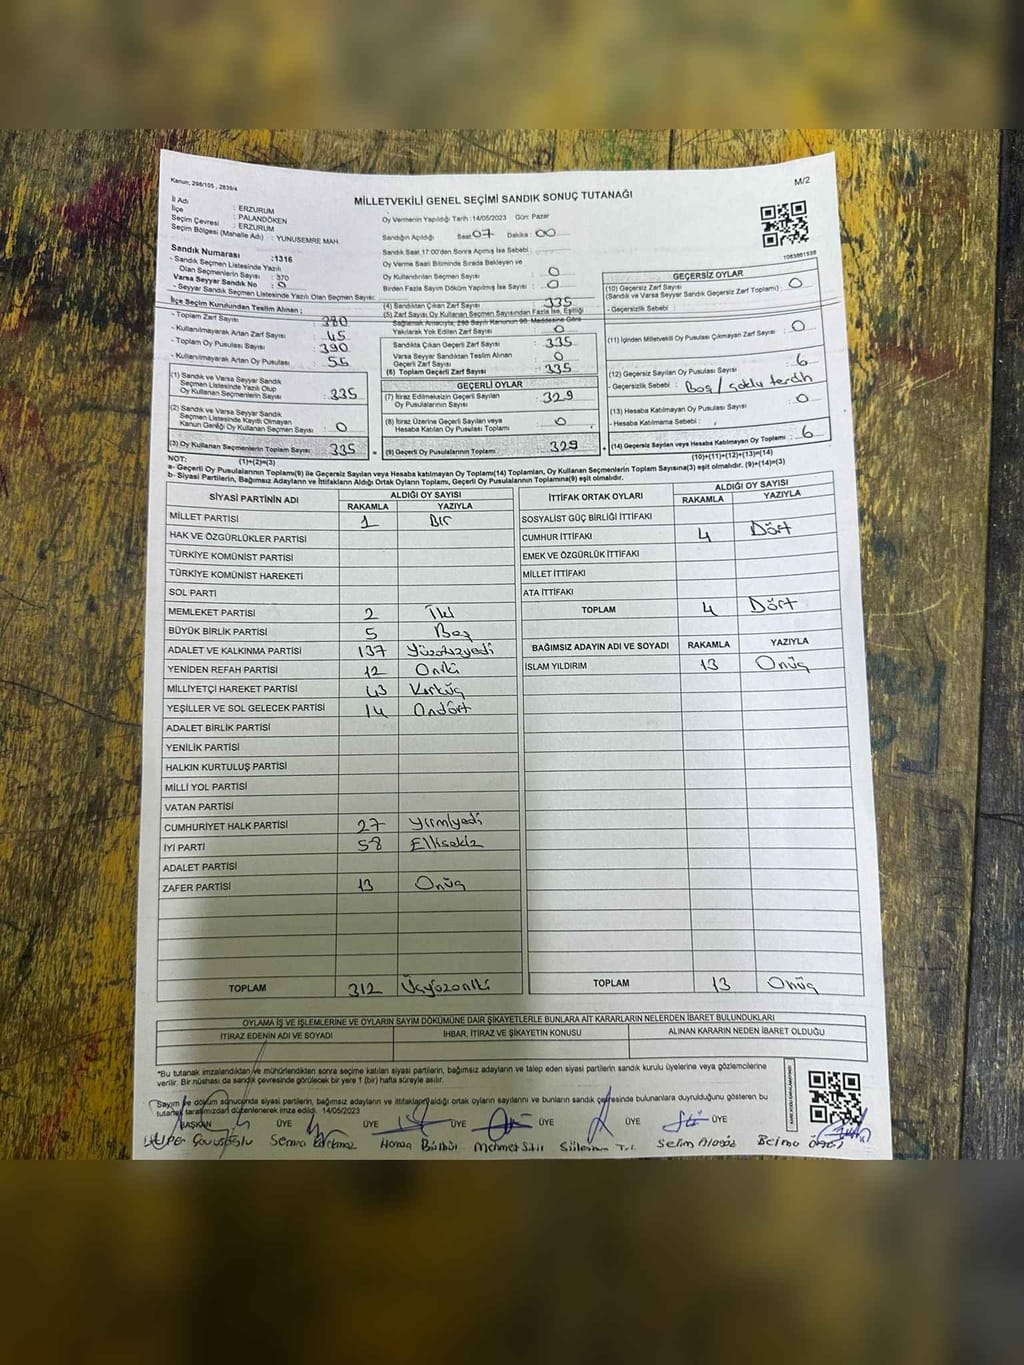 Kanun; 298/105 , 2839/4
M/2
MİLLETVEKİLİ GENEL SEÇİMİ SANDIK SONUÇ TUTANAĞI
İl Adı : ERZURUM
İlçe : PALANDÖKEN
Seçim Çevresi : ERZURUM
Seçim Bölgesi (Mahalle Adı) : YUNUSEMRE MAH.
Sandık Numarası :1316
- Sandık Seçmen Listesinde Yazılı
Olan Seçmenlerin Sayısı : 370
Varsa Seyyar Sandık No : 0
- Seyyar Sandık Seçmen Listesinde Yazılı Olan Seçmen Sayısı:
İlçe Seçim Kurulundan Teslim Alınan ;
- Toplam Zarf Sayısı : 380
- Kullanılmayarak Artan Zarf Sayısı : 45
- Toplam Oy Pusulası Sayısı : 390
- Kullanılmayarak Artan Oy Pusulası : 55
(1) Sandık ve Varsa Seyyar Sandık
Seçmen Listesinde Yazılı Olup
Oy Kullanan Seçmenlerin Sayısı : 335
(2) Sandık ve Varsa Seyyar Sandık
Seçmen Listesinde Kayıtlı Olmayan
Kanun Gereği Oy Kullanan Seçmen Sayısı : 0
(3) Oy Kullanan Seçmenlerin Toplam Sayısı : 335
(1)+(2)=(3)
Oy Vermenin Yapıldığı Tarih :14/05/2023 Gün: Pazar
Sandığın Açıldığı Saat:07 Dakika : 00
Sandık Saat 17:00'den Sonra Açılmış İse Sebebi :
Oy Verme Saati Bitiminde Sırada Bekleyen ve
Oy Kullandırılan Seçmen Sayısı : 0
Birden Fazla Sayım Döküm Yapılmış İse Sayısı : 0
(4) Sandıktan Çıkan Zarf Sayısı : 335
(5) Zarf Sayısı Oy Kullanan Seçmen Sayısından Fazla İse, Eşitliği
Sağlamak Amacıyla, 298 Sayılı Kanunun 98. Maddesine Göre
Yakılarak Yok Edilen Zarf Sayısı : 0
Sandıkta Çıkan Geçerli Zarf Sayısı : 335
Varsa Seyyar Sandıktan Teslim Alınan
Geçerli Zarf Sayısı : 0
(6) Toplam Geçerli Zarf Sayısı : 335
GEÇERLİ OYLAR
(7) İtiraz Edilmeksizin Geçerli Sayılan
Oy Pusulalarının Sayısı : 329
(8) İtiraz Üzerine Geçerli Sayılan veya
Hesaba Katılan Oy Pusulası Toplamı : 0
(9) Geçerli Oy Pusulalarının Toplamı : 329
1063861538
GEÇERSİZ OYLAR
(10) Geçersiz Zarf Sayısı : 0
(Sandık ve Varsa Seyyar Sandık Geçersiz Zarf Toplamı)
- Geçersizlik Sebebi :
(11) İçinden Milletvekili Oy Pusulası Çıkmayan Zarf Sayısı : 0
(12) Geçersiz Sayılan Oy Pusulası Sayısı : 6
- Geçersizlik Sebebi : Boş / çoklu tercih
(13) Hesaba Katılmayan Oy Pusulası Sayısı : 0
- Hesaba Katılmama Sebebi :
(14) Geçersiz Sayılan veya Hesaba Katılmayan Oy Toplamı : 6
(10)+(11)+(12)+(13)=(14)
NOT:
a- Geçerli Oy Pusulalarının Toplamı(9) ile Geçersiz Sayılan veya Hesaba katılmayan Oy Toplamı(14) Toplamları, Oy Kullanan Seçmenlerin Toplam Sayısına(3) eşit olmalıdır. (9)+(14)=(3)
b- Siyasi Partilerin, Bağımsız Adayların ve İttifakların Aldığı Ortak Oyların Toplamı, Geçerli Oy Pusulalarının Toplamına(9) eşit olmalıdır.
SİYASİ PARTİNİN ADI ALDIĞI OY SAYISI
RAKAMLA YAZIYLA
MİLLET PARTİSİ 1 Bir
HAK VE ÖZGÜRLÜKLER PARTİSİ
TÜRKİYE KOMÜNİST PARTİSİ
TÜRKİYE KOMÜNİST HAREKETİ
SOL PARTİ
MEMLEKET PARTİSİ 2 İki
BÜYÜK BİRLİK PARTİSİ 5 Beş
ADALET VE KALKINMA PARTİSİ 137 Yüzotuzyedi
YENİDEN REFAH PARTİSİ 12 Oniki
MİLLİYETÇİ HAREKET PARTİSİ 43 Kırküç
YEŞİLLER VE SOL GELECEK PARTİSİ 14 Ondört
ADALET BİRLİK PARTİSİ
YENİLİK PARTİSİ
HALKIN KURTULUŞ PARTİSİ
MİLLİ YOL PARTİSİ
VATAN PARTİSİ
CUMHURİYET HALK PARTİSİ 27 Yirmiyedi
İYİ PARTİ 58 Ellisekiz
ADALET PARTİSİ
ZAFER PARTİSİ 13 Onüç
TOPLAM 312 Üçyüzoniki
İTTİFAK ORTAK OYLARI ALDIĞI OY SAYISI
RAKAMLA YAZIYLA
SOSYALİST GÜÇ BİRLİĞİ İTTİFAKI
CUMHUR İTTİFAKI 4 Dört
EMEK VE ÖZGÜRLÜK İTTİFAKI
MİLLET İTTİFAKI
ATA İTTİFAKI
TOPLAM 4 Dört
BAĞIMSIZ ADAYIN ADI VE SOYADI RAKAMLA YAZIYLA
İSLAM YILDIRIM 13 Onüç
TOPLAM 13 Onüç
OYLAMA İŞ VE İŞLEMLERİNE VE OYLARIN SAYIM DÖKÜMÜNE DAİR ŞİKAYETLERLE BUNLARA AİT KARARLARIN NELERDEN İBARET BULUNDUKLARI
İTİRAZ EDENİN ADI VE SOYADI İHBAR, İTİRAZ VE ŞİKAYETİN KONUSU ALINAN KARARIN NEDEN İBARET OLDUĞU
*Bu tutanak imzalandıktan ve mühürlendikten sonra seçime katılan siyasi partilerin, bağımsız adayların ve talep eden siyasi partilerin sandık kurulu üyelerine veya gözlemcilerine
verilir. Bir nüshası da sandık çevresinde görülecek bir yere 1 (bir) hafta süreyle asılır.
Sayım ve döküm sonucunda siyasi partilerin, bağımsız adayların ve ittifakların aldığı ortak oyların sayılarını ve bunların sandık çevresinde bulunanlara duyrulduğunu gösteren bu
tutanak tarafımızdan düzenlenerek imza edildi. 14/05/2023
BAŞKAN ÜYE ÜYE ÜYE ÜYE ÜYE ÜYE
Semra Mehmet Selim